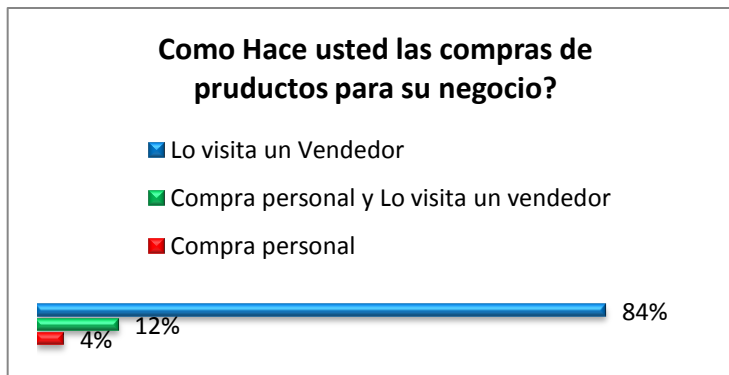 Como Hace usted las compras de
pruductos para su negocio?
Lo visita un Vendedor
Compra personal y Lo visita un vendedor
Compra personal
84%
12%
4%